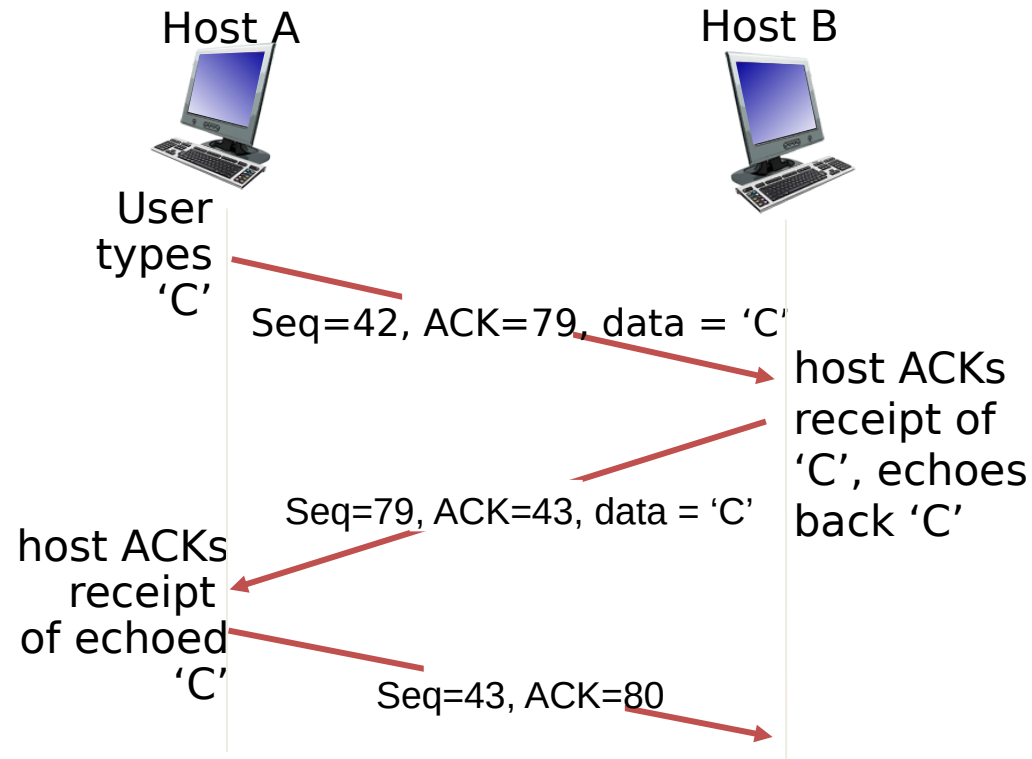 Host A
Host B
User
types
‘C’
Seq=42, ACK=79, data = ‘C’
host ACKs
receipt of
‘C’, echoes
back ‘C’
Seq=79, ACK=43, data = ‘C’
host ACKs
receipt
of echoed
‘C’
Seq=43, ACK=80